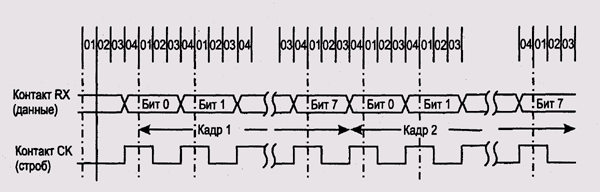 01 02 03 04 01 02 03 04 01 02 03 04 03 04 01 02 03 04 01 02 03 04 01 02 03 04 01 02 03
Контакт RX
(данные)
Бит 0 Бит 1 Бит 7 Бит 0 Бит 1 Бит 7
Кадр 1 Кадр 2
Контакт СК
(строб)